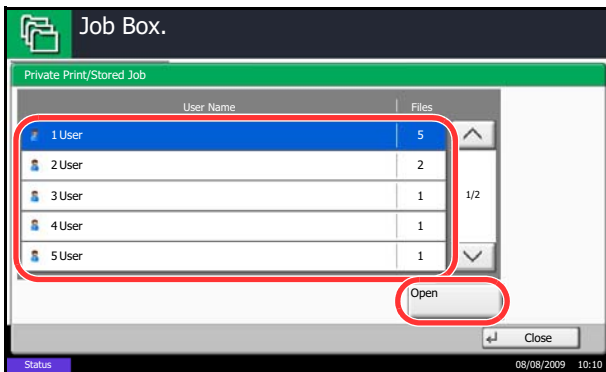 Job Box.
Private Print/Stored Job
User Name Files
1 User 5
2 User 2
3 User 1
1/2
4 User 1
5 User 1
Open
Close
Status 08/08/2009 10:10